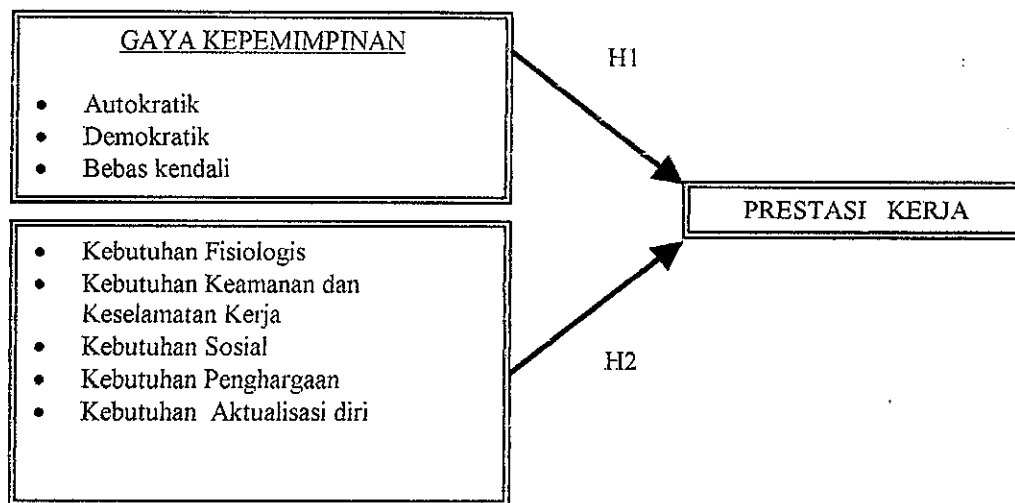 GAYA KEPEMIMPINAN
• Autokratik
• Demokratik
• Bebas kendali
H1
PRESTASI KERJA
• Kebutuhan Fisiologis
• Kebutuhan Keamanan dan
Keselamatan Kerja
• Kebutuhan Sosial
• Kebutuhan Penghargaan
• Kebutuhan Aktualisasi diri
H2